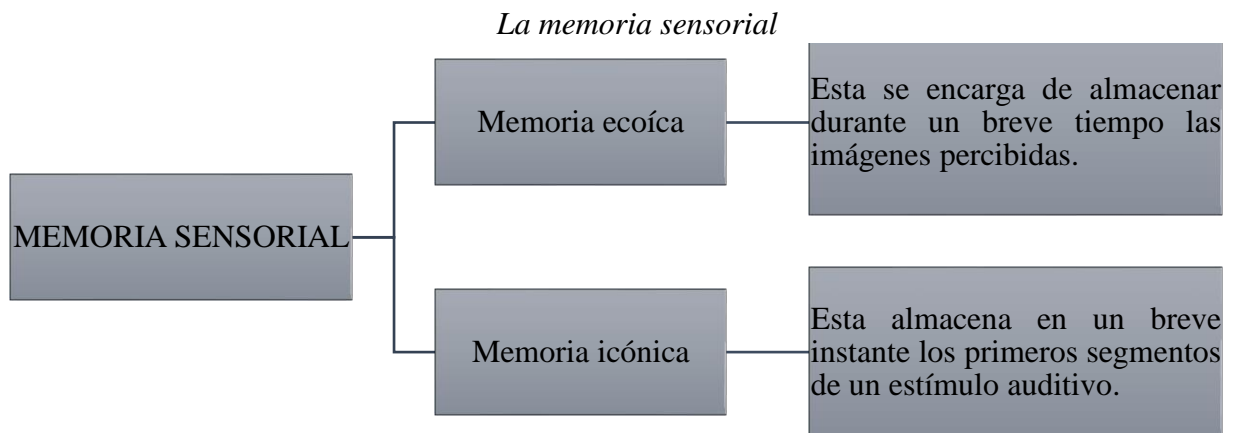 La memoria sensorial
MEMORIA SENSORIAL
Memoria ecoíca
Esta se encarga de almacenar
durante un breve tiempo las
imágenes percibidas.
Memoria icónica
Esta almacena en un breve
instante los primeros segmentos
de un estímulo auditivo.